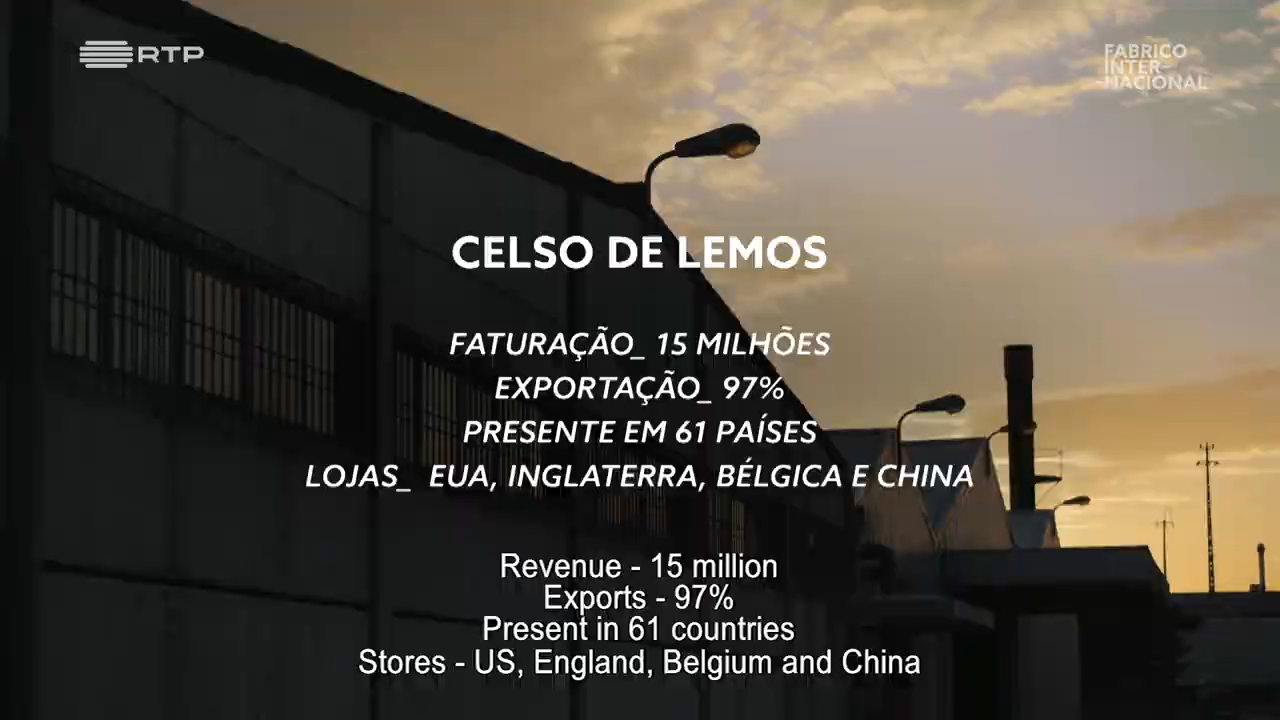 RTP
FABRICO
INTER-
-NACIONAL
CELSO DE LEMOS
FATURAÇÃO_ 15 MILHÕES
EXPORTAÇÃO_ 97%
PRESENTE EM 61 PAÍSES
LOJAS_ EUA, INGLATERRA, BÉLGICA E CHINA
Revenue - 15 million
Exports - 97%
Present in 61 countries
Stores - US, England, Belgium and China